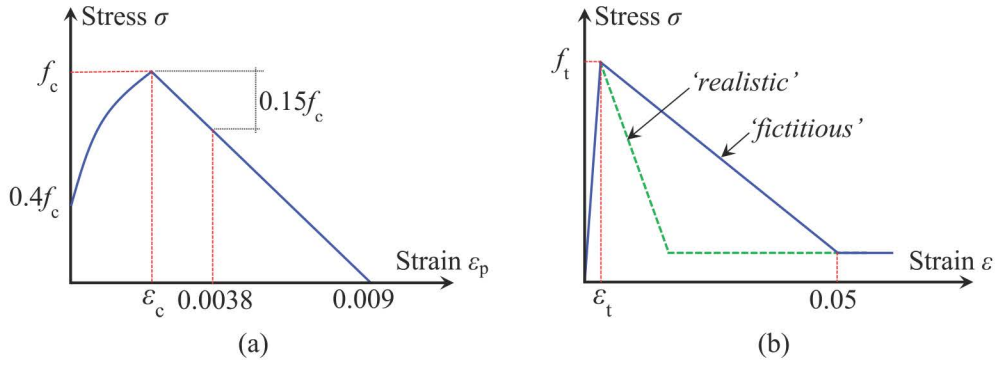 Stress σ
f_c
0.15f_c
0.4f_c
Strain ε_p
ε_c 0.0038 0.009
(a)
Stress σ
f_t
'realistic'
'fictitious'
Strain ε
ε_t 0.05
(b)